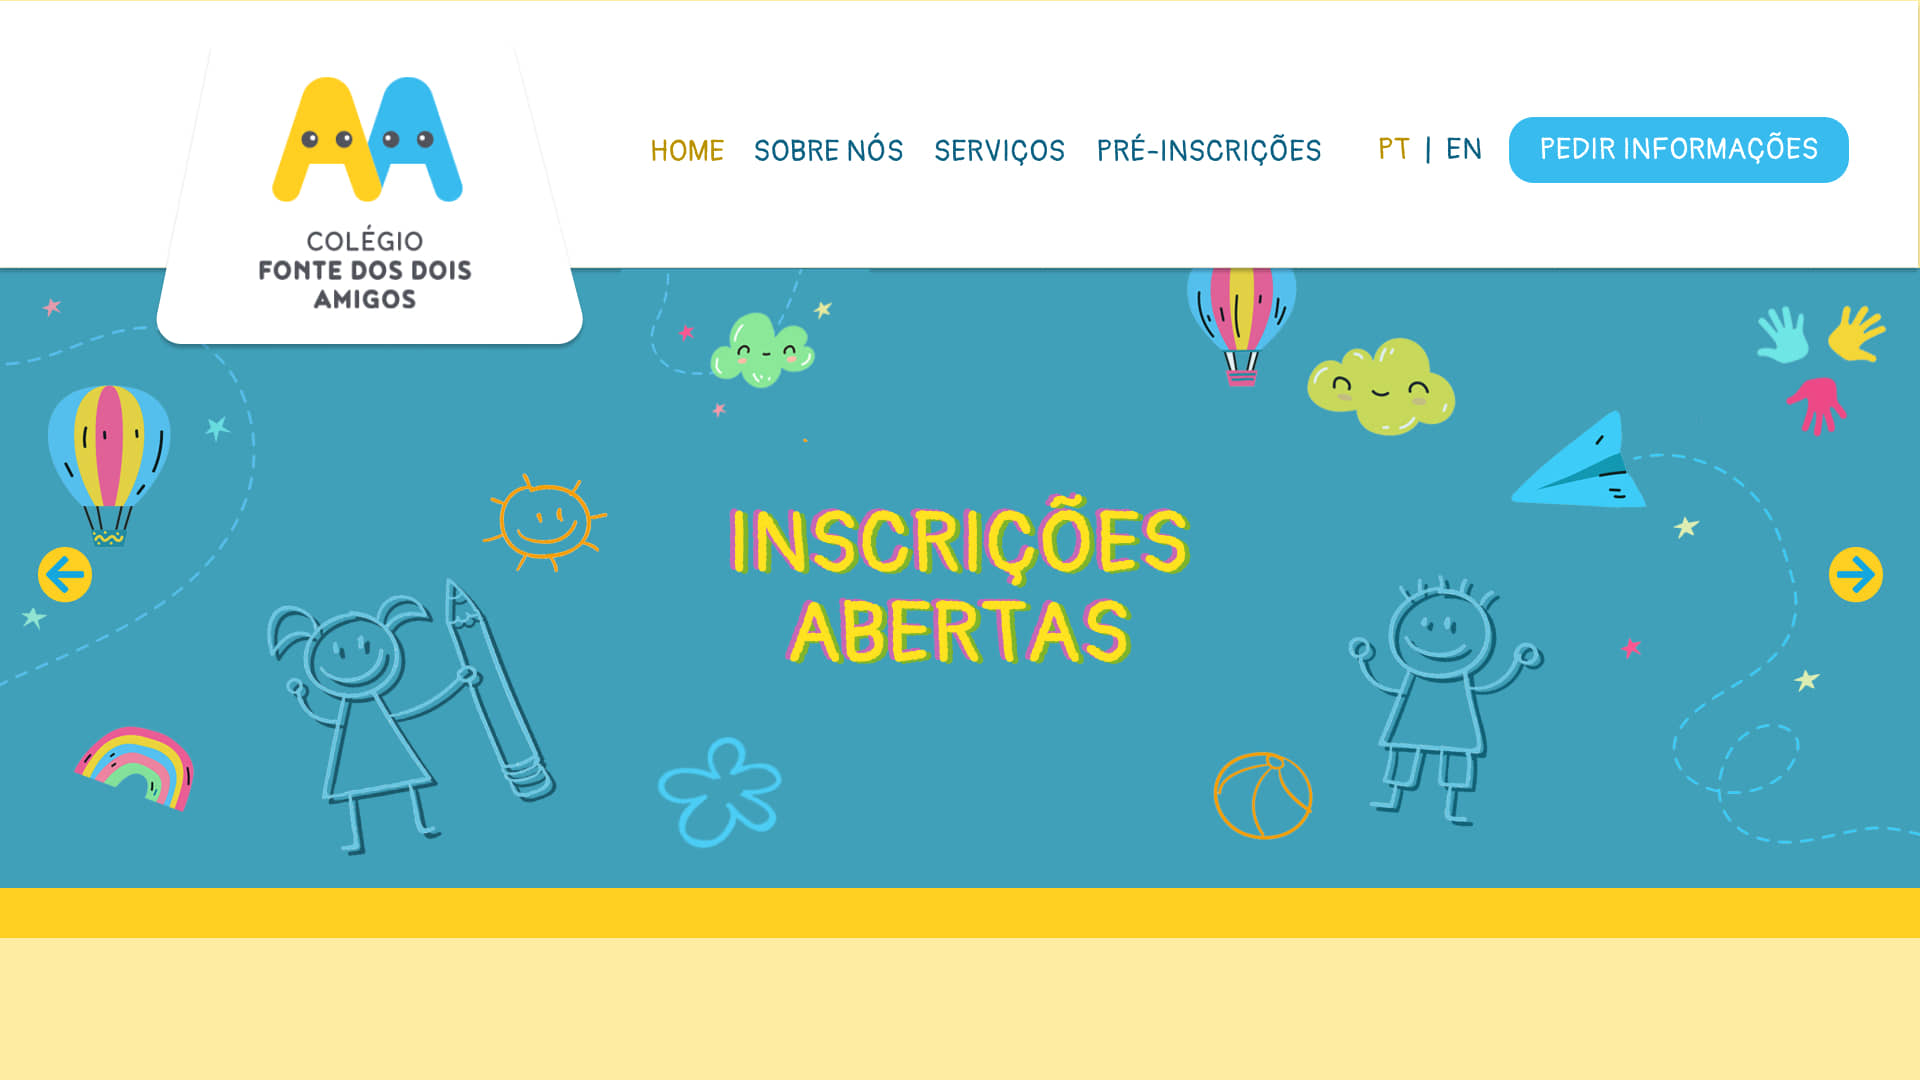 COLÉGIO
FONTE DOS DOIS
AMIGOS
HOME SOBRE NÓS SERVIÇOS PRÉ-INSCRIÇÕES PT | EN PEDIR INFORMAÇÕES
INSCRIÇÕES
ABERTAS